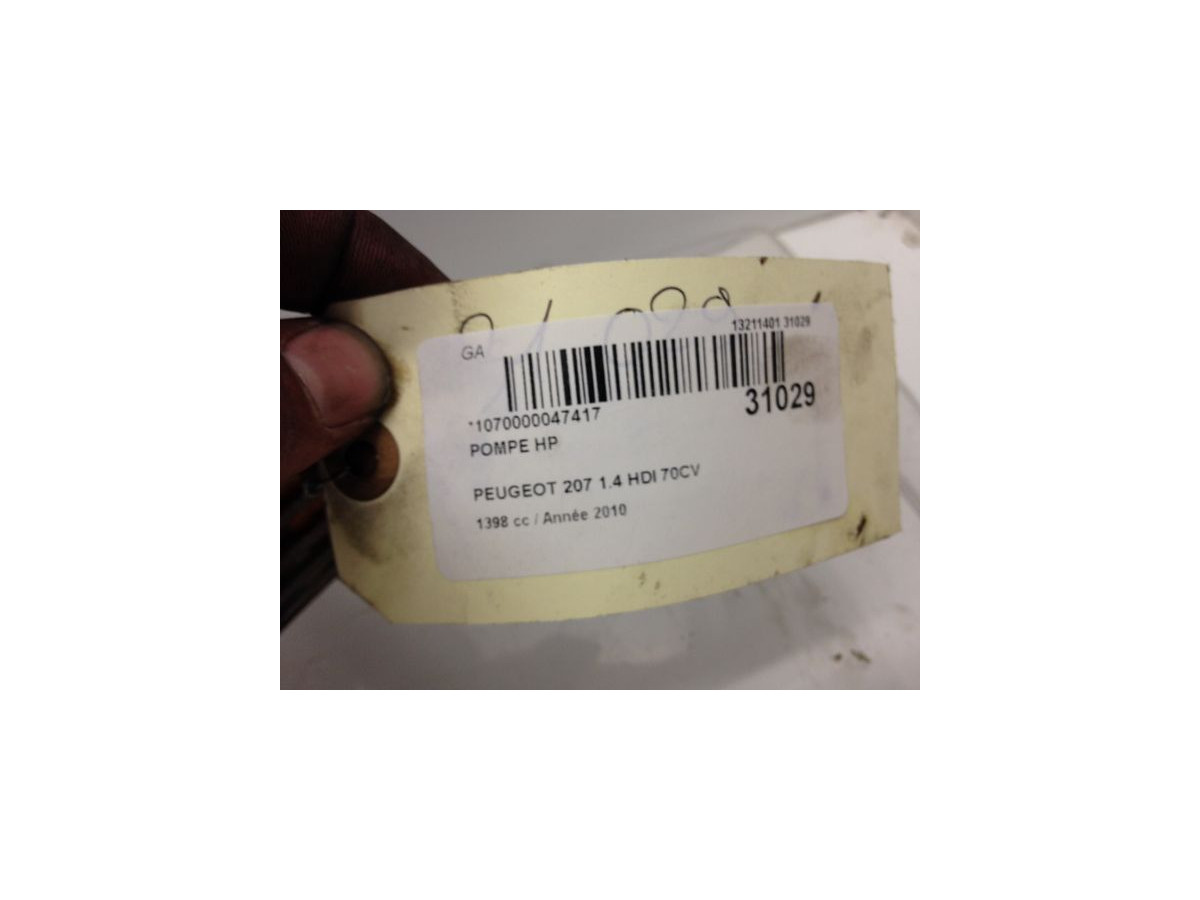 GA
13211401 31029
31029
*1070000047417
POMPE HP
PEUGEOT 207 1.4 HDI 70CV
1398 cc / Année 2010